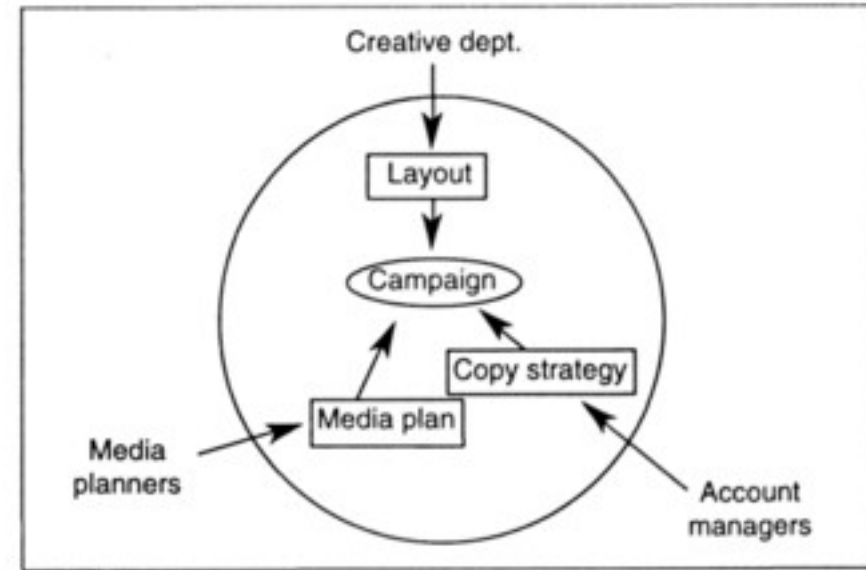 Creative dept.
Layout
Campaign
Copy strategy
Media plan
Media
planners
Account
managers